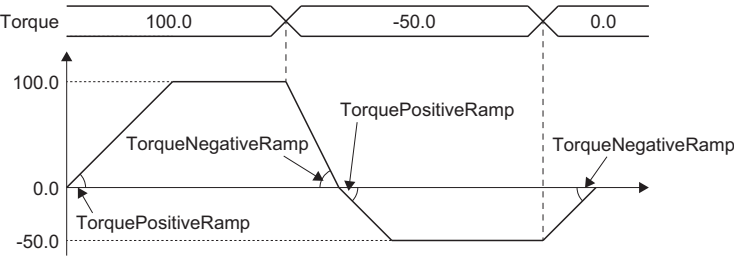 Torque 100.0 -50.0 0.0
100.0
TorquePositiveRamp
TorqueNegativeRamp
TorqueNegativeRamp
0.0
TorquePositiveRamp
-50.0